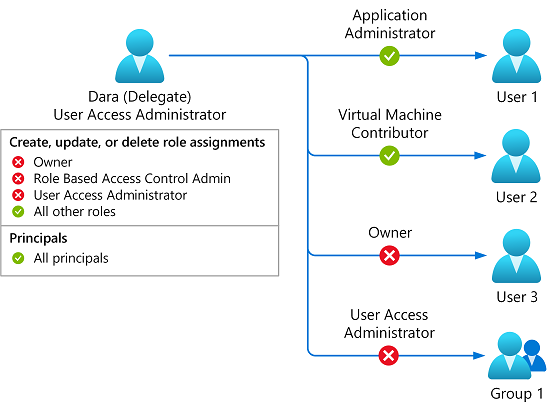 Application
Administrator
User 1
Dara (Delegate)
User Access Administrator
Create, update, or delete role assignments
Owner
Role Based Access Control Admin
User Access Administrator
All other roles
Principals
All principals
Virtual Machine
Contributor
User 2
Owner
User 3
User Access
Administrator
Group 1